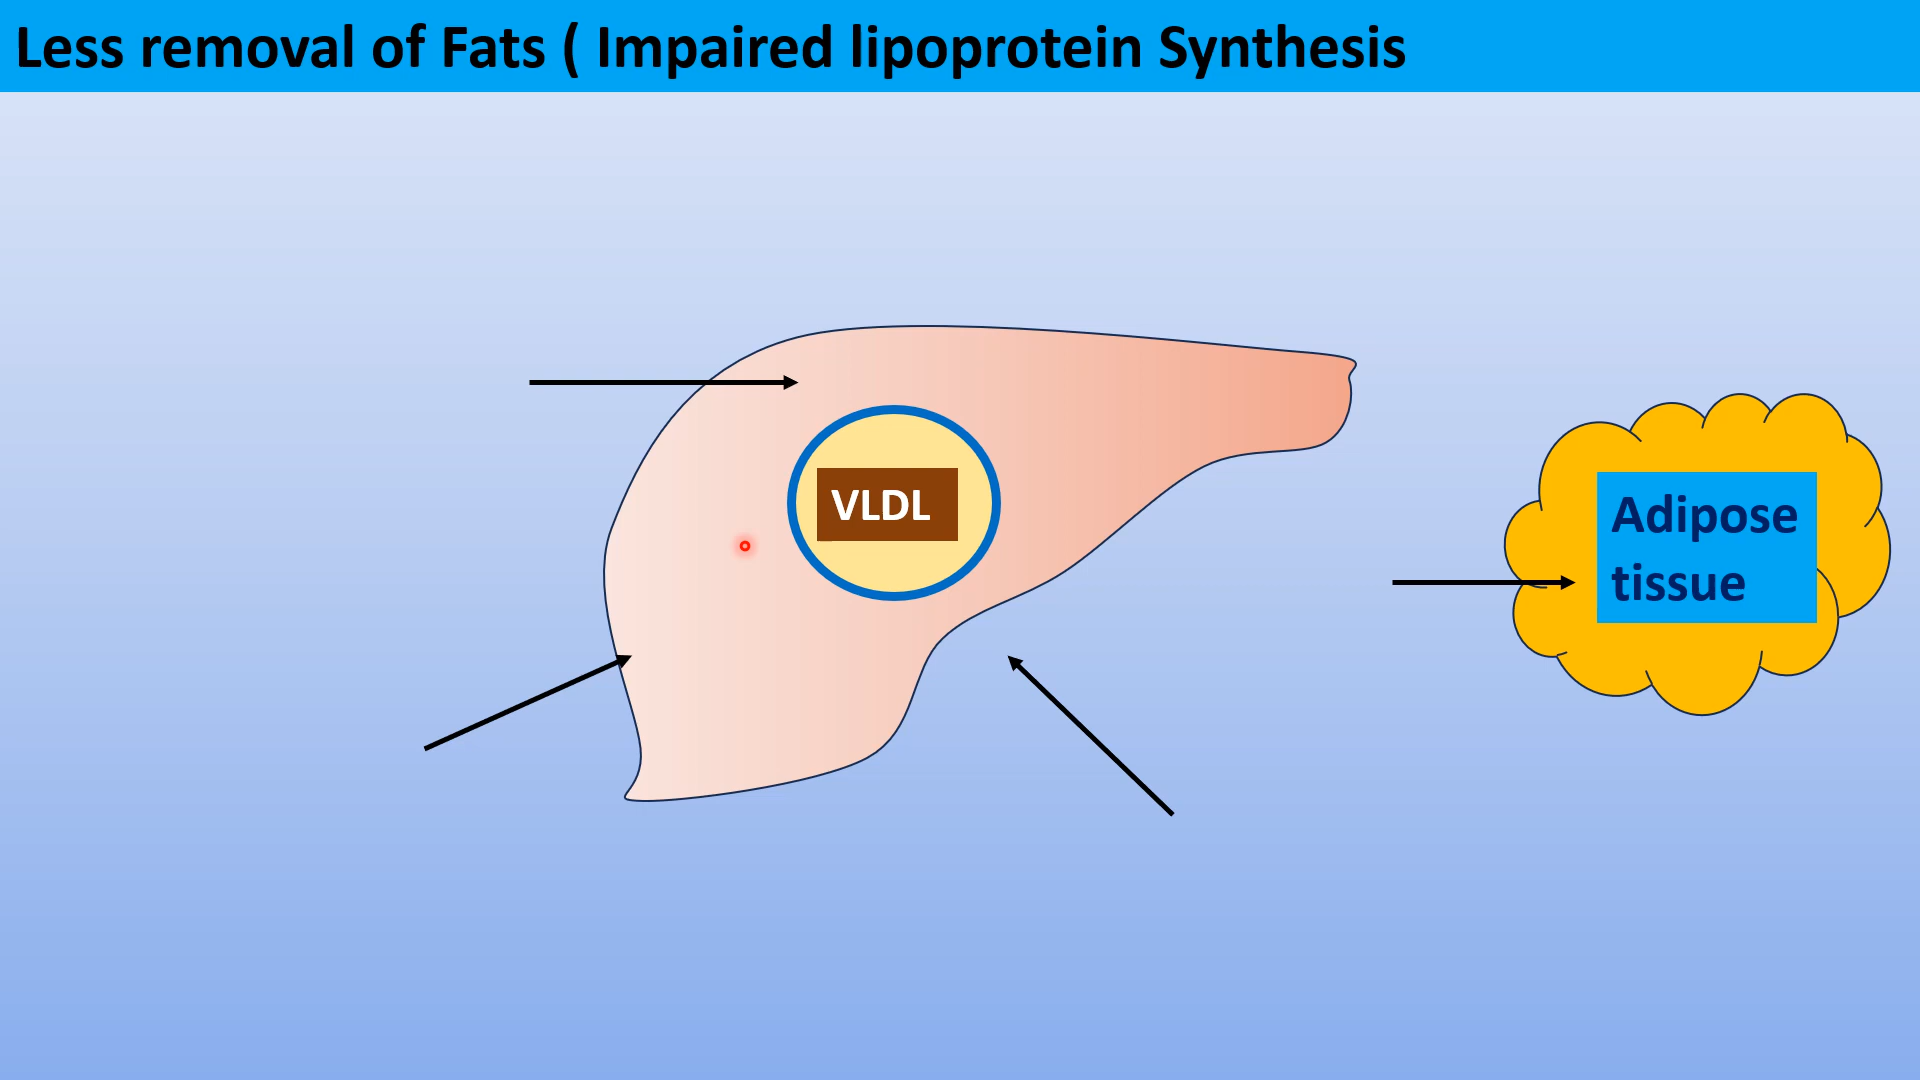 Less removal of Fats ( Impaired lipoprotein Synthesis
VLDL
Adipose
tissue